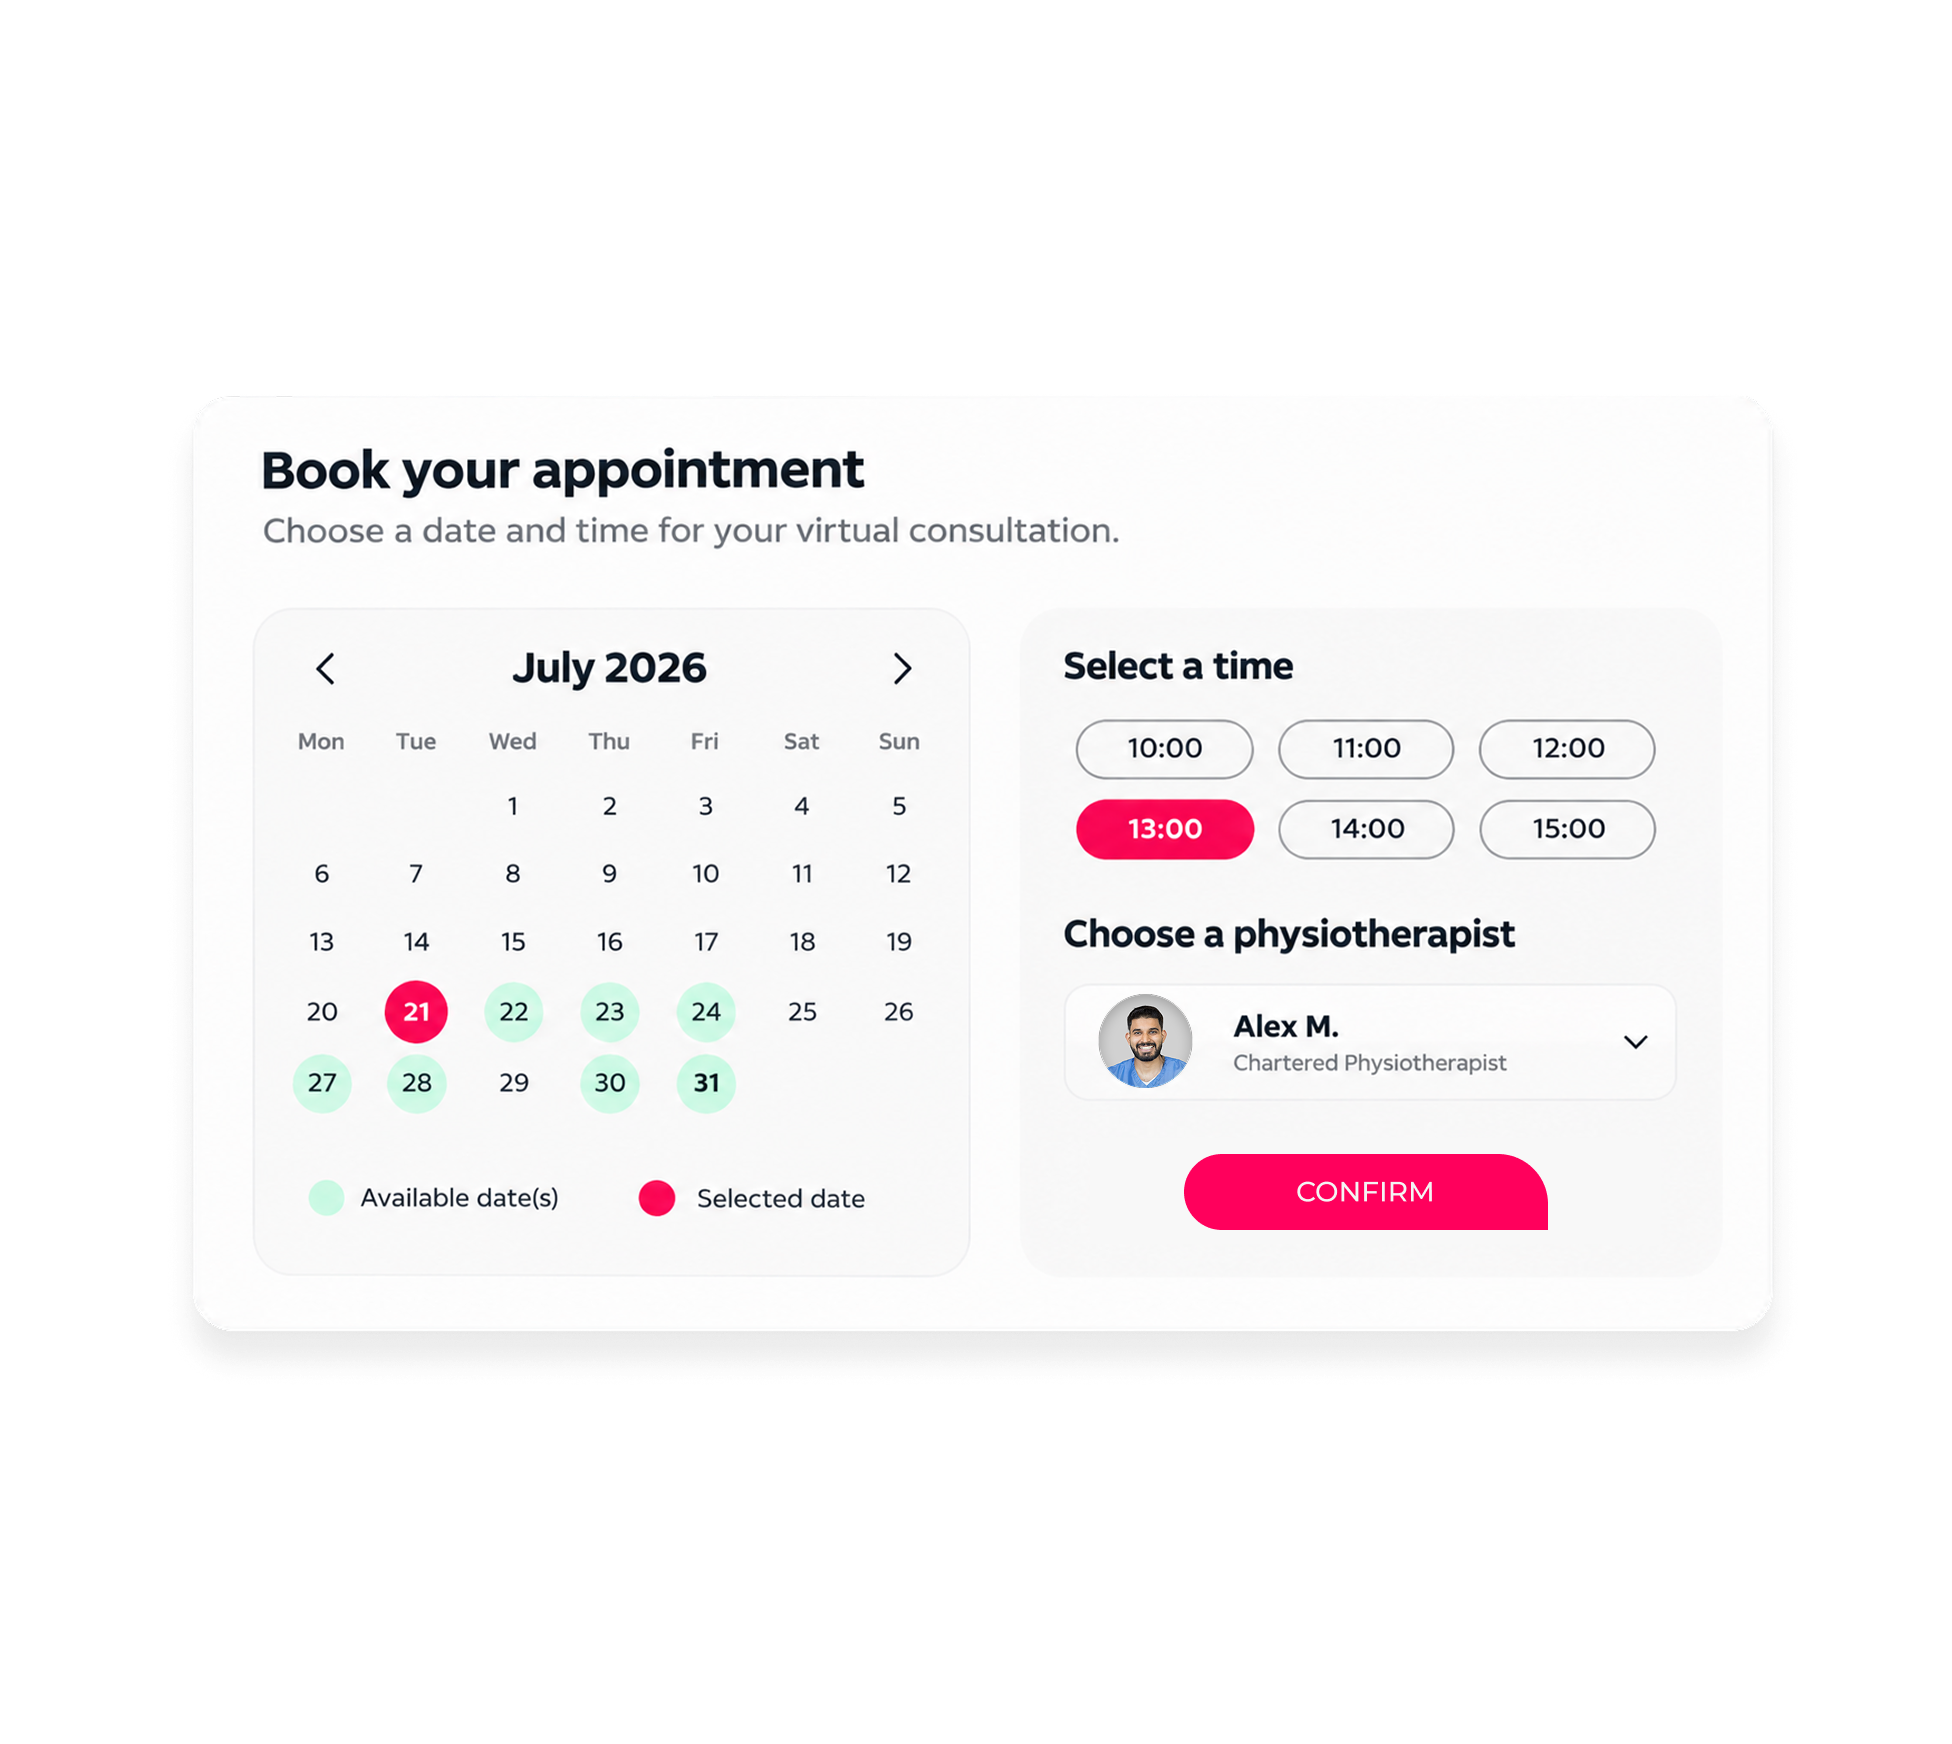 Book your appointment
Choose a date and time for your virtual consultation.
July 2026
Mon Tue Wed Thu Fri Sat Sun
1 2 3 4 5
6 7 8 9 10 11 12
13 14 15 16 17 18 19
20 21 22 23 24 25 26
27 28 29 30 31
Available date(s) Selected date
Select a time
10:00 11:00 12:00
13:00 14:00 15:00
Choose a physiotherapist
Alex M.
Chartered Physiotherapist
CONFIRM